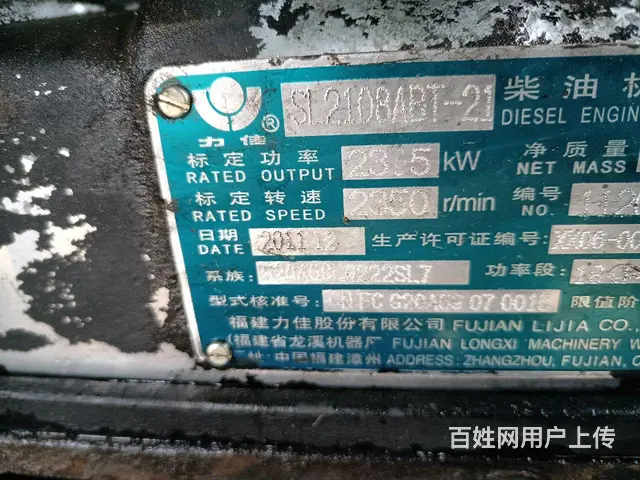 SL2108ABT-21 柴油
® DIESEL ENGIN
力佳
标定功率 23.5 kW 净质量
RATED OUTPUT NET MASS
标定转速 r/min 编号
RATED SPEED NO.
日期 2011.12 生产许可证编号:
DATE
系族: 功率段:
型式核准号: 限值阶
福建力佳股份有限公司 FUJIAN LIJIA CO.
(福建省龙溪机器厂 FUJIAN LONGXI MACHINERY W
址: 中国福建漳州 ADDRESS: ZHANGZHOU, FUJIAN, C
百姓网用户上传